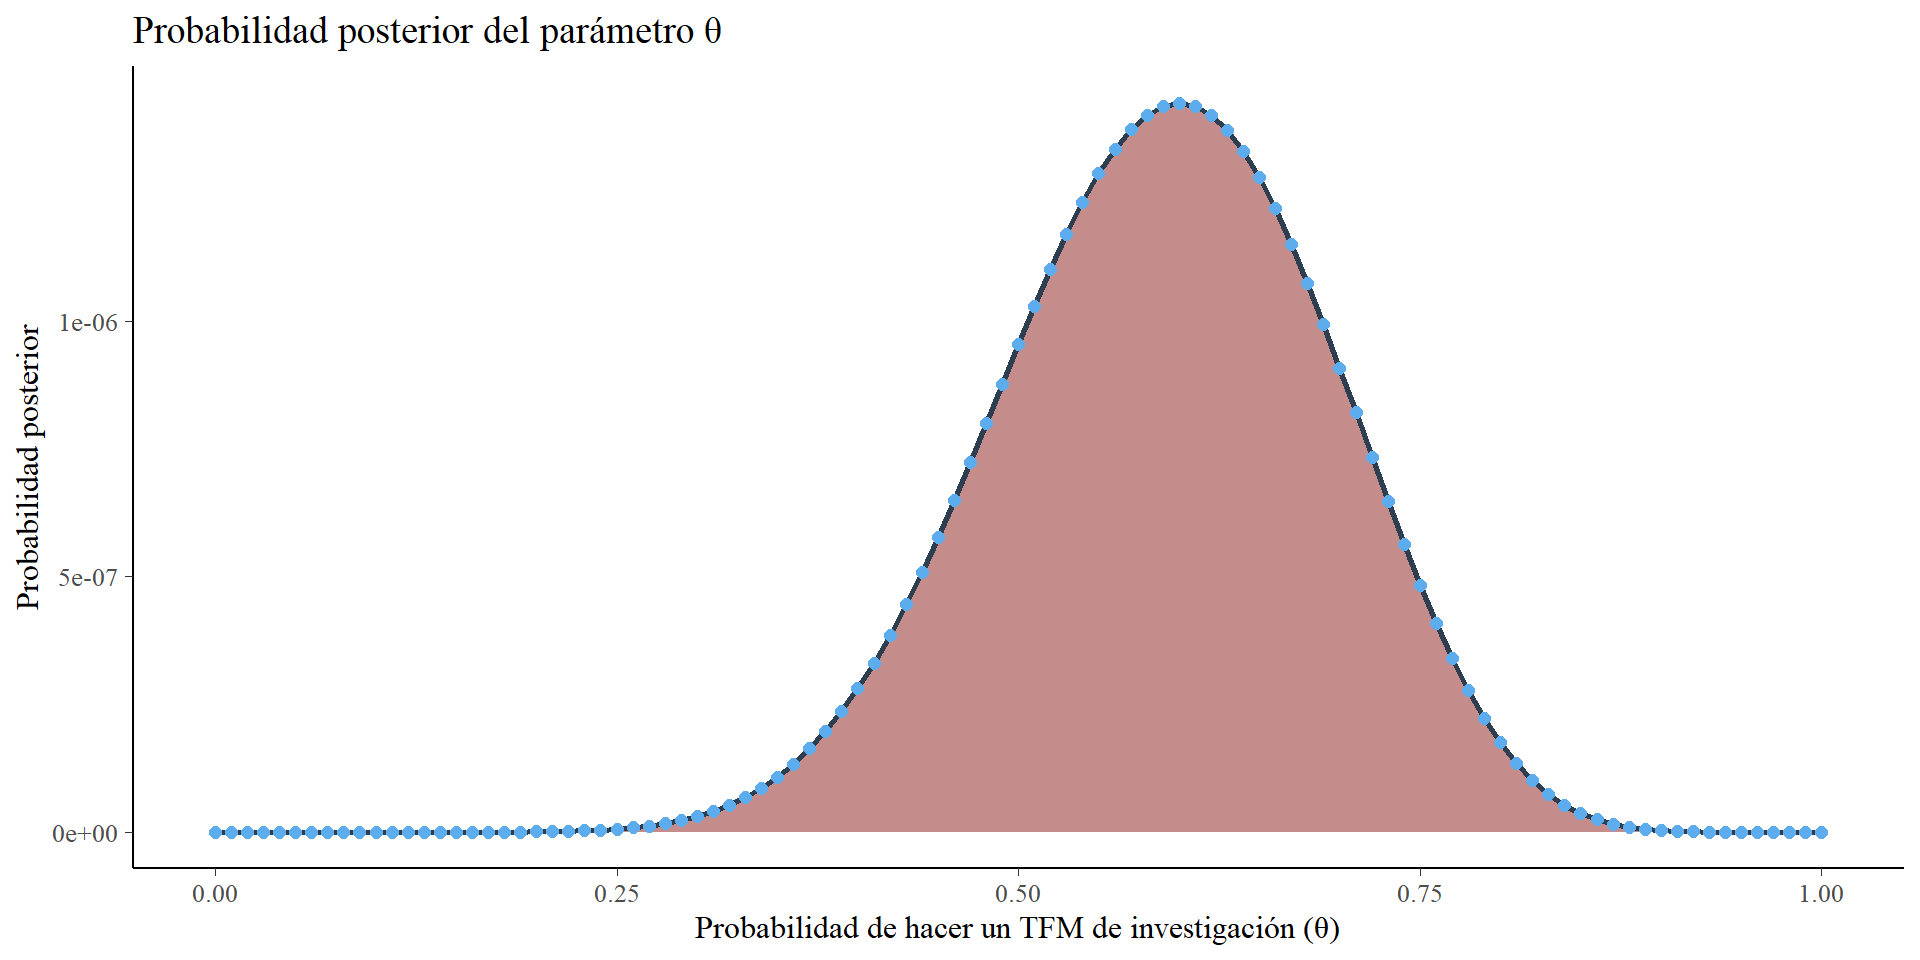 Probabilidad posterior del parámetro θ
Probabilidad posterior
1e-06
5e-07
0e+00
0.00 0.25 0.50 0.75 1.00
Probabilidad de hacer un TFM de investigación (θ)